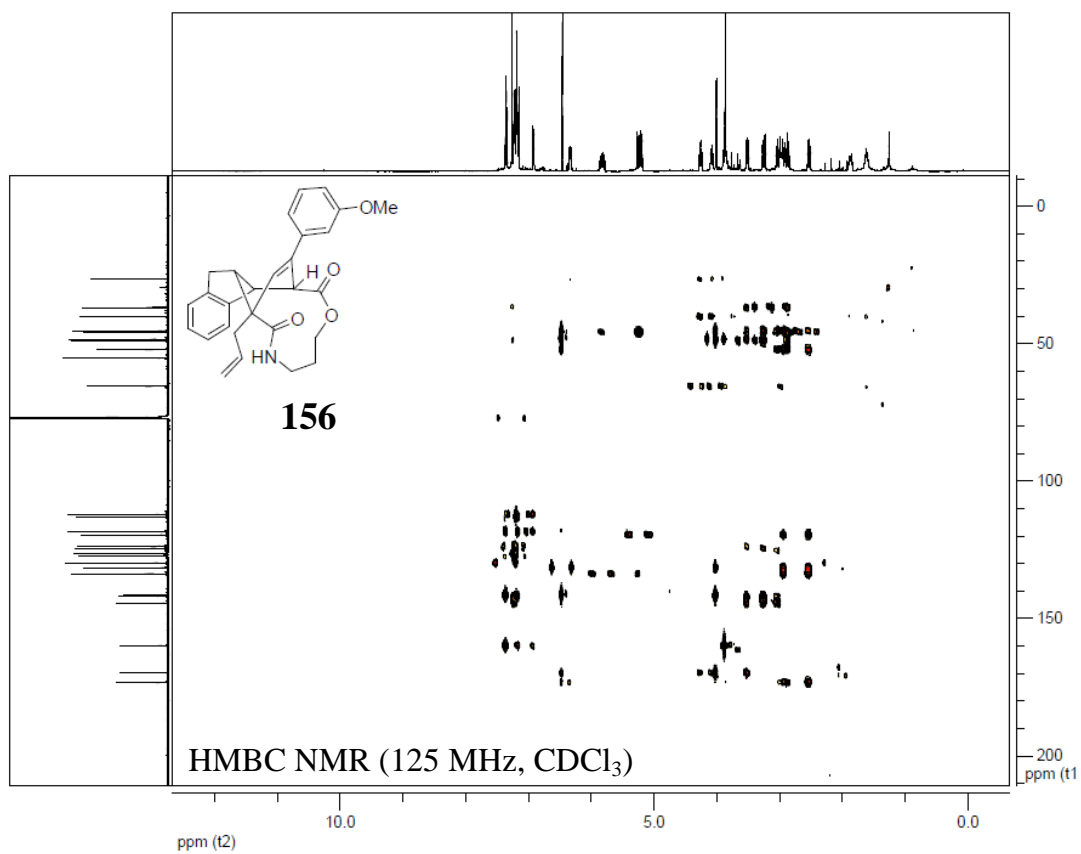 0
50
100
150
200
ppm (t1
OMe
H
O
O
O
HN
156
HMBC NMR (125 MHz, CDCl₃)
10.0
5.0
0.0
ppm (t2)